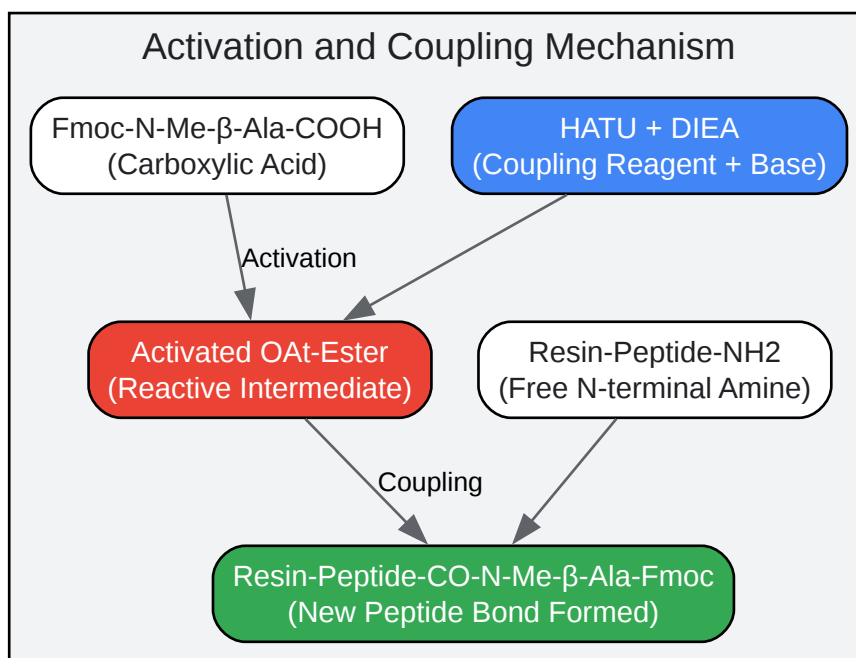 Activation and Coupling Mechanism
Fmoc-N-Me-β-Ala-COOH
(Carboxylic Acid)
HATU + DIEA
(Coupling Reagent + Base)
Activation
Activated OAt-Ester
(Reactive Intermediate)
Resin-Peptide-NH2
(Free N-terminal Amine)
Coupling
Resin-Peptide-CO-N-Me-β-Ala-Fmoc
(New Peptide Bond Formed)